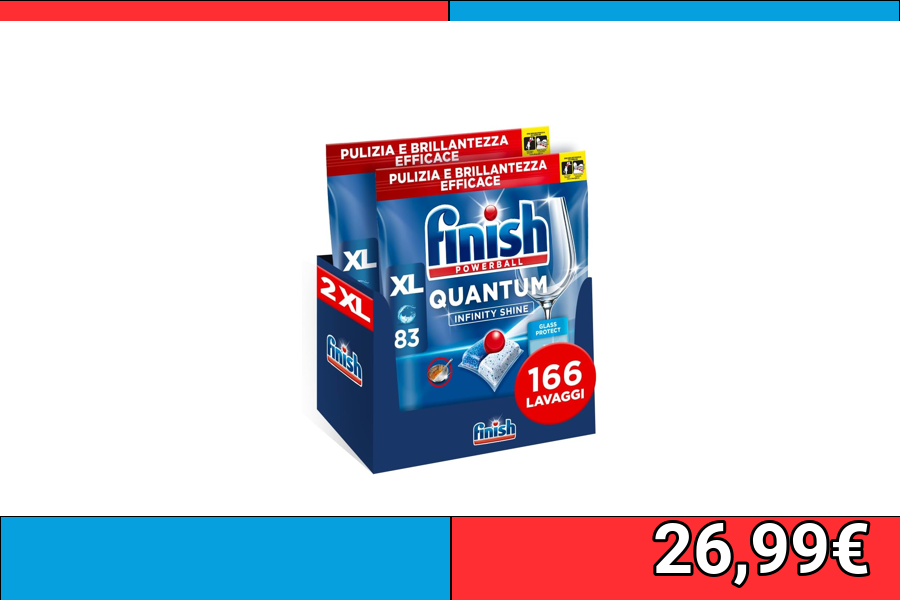 PULIZIA E BRILLANTEZZA
EFFICACE
PULIZIA E BRILLANTEZZA
EFFICACE
finish
POWERBALL
XL
XL
QUANTUM
INFINITY SHINE
2 XL
83
GLASS
PROTECT
finish
166
LAVAGGI
finish
26,99€